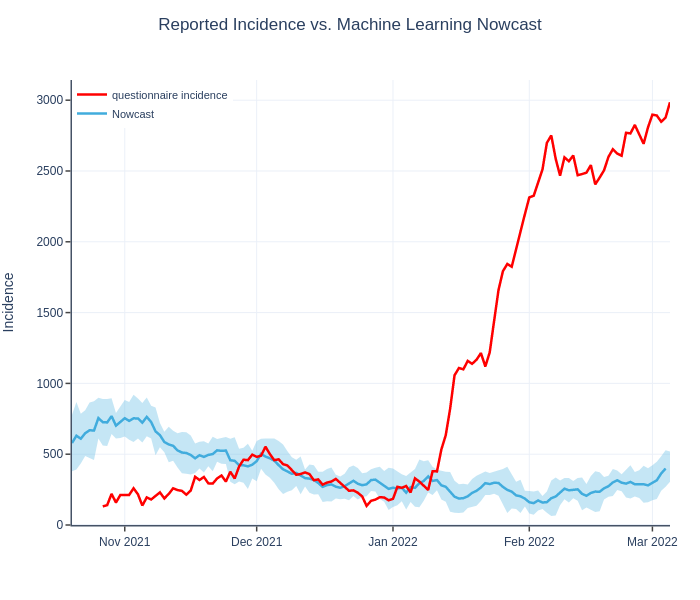 Reported Incidence vs. Machine Learning Nowcast
questionnaire incidence
Nowcast
Incidence
3000
2500
2000
1500
1000
500
0
Nov 2021
Dec 2021
Jan 2022
Feb 2022
Mar 2022